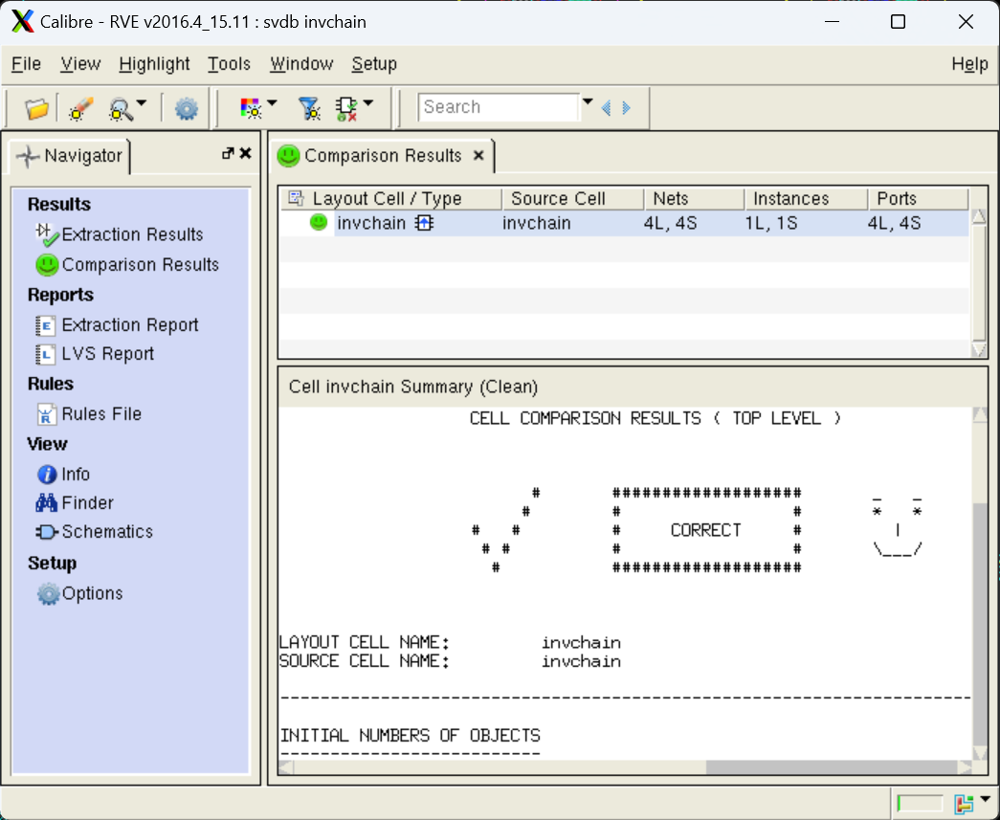 Calibre - RVE v2016.4_15.11 : svdb invchain
File View Highlight Tools Window Setup Help
Search
Navigator
Results
Extraction Results
Comparison Results
Reports
Extraction Report
LVS Report
Rules
Rules File
View
Info
Finder
Schematics
Setup
Options
Comparison Results
Layout Cell / Type Source Cell Nets Instances Ports
invchain invchain 4L, 4S 1L, 1S 4L, 4S
Cell invchain Summary (Clean)
CELL COMPARISON RESULTS ( TOP LEVEL )
# ################### _ _
# # # * *
# # # CORRECT # |
# # # # \___/
# ###################
LAYOUT CELL NAME: invchain
SOURCE CELL NAME: invchain
---------------------------------------------------------------------
INITIAL NUMBERS OF OBJECTS
--------------------------